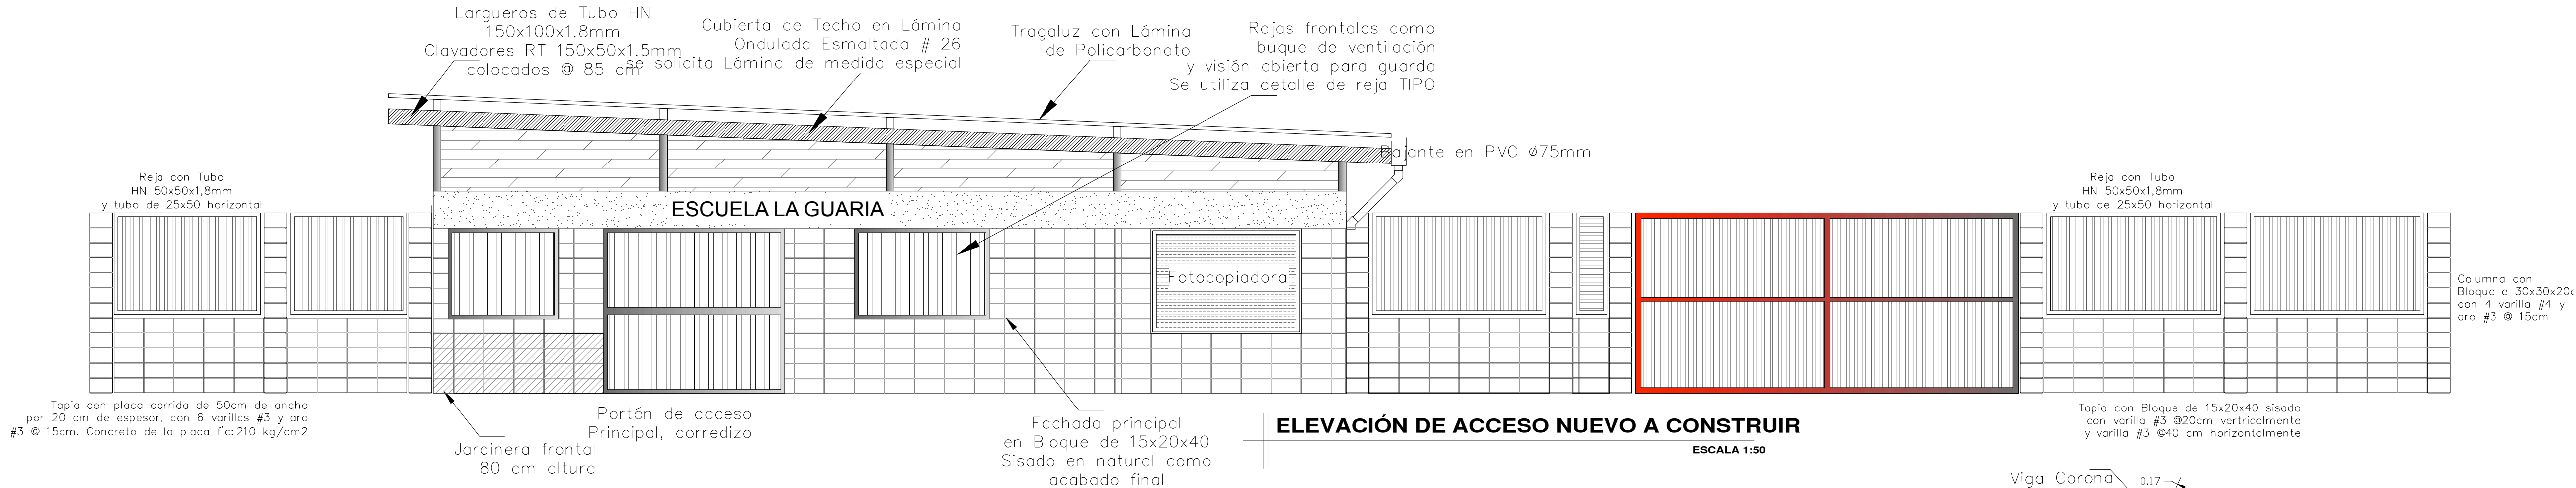 Largueros de Tubo HN
150x100x1.8mm
Clavadores RT 150x50x1.5mm
colocados @ 85 cm
Cubierta de Techo en Lámina
Ondulada Esmaltada # 26
se solicita Lámina de medida especial
Tragaluz con Lámina
de Policarbonato
Rejas frontales como
buque de ventilación
y visión abierta para guarda
Se utiliza detalle de reja TIPO
Bajante en PVC ø75mm
Reja con Tubo
HN 50x50x1,8mm
y tubo de 25x50 horizontal
ESCUELA LA GUARIA
Reja con Tubo
HN 50x50x1,8mm
y tubo de 25x50 horizontal
Fotocopiadora
Columna con
Bloque e 30x30x20c
con 4 varilla #4 y
aro #3 @ 15cm
Tapia con placa corrida de 50cm de ancho
por 20 cm de espesor, con 6 varillas #3 y aro
#3 @ 15cm. Concreto de la placa f'c:210 kg/cm2
Jardinera frontal
80 cm altura
Portón de acceso
Principal, corredizo
Fachada principal
en Bloque de 15x20x40
Sisado en natural como
acabado final
ELEVACIÓN DE ACCESO NUEVO A CONSTRUIR
ESCALA 1:50
Tapia con Bloque de 15x20x40 sisado
con varilla #3 @20cm vertricalmente
y varilla #3 @40 cm horizontalmente
Viga Corona
0.17